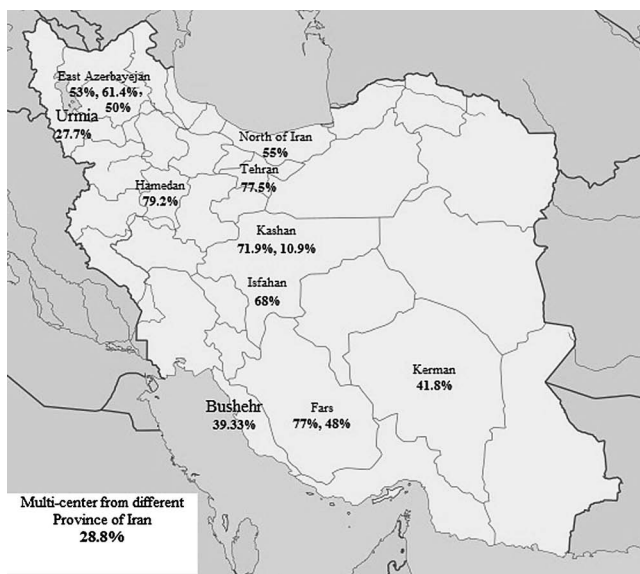 East Azerbayejan
53%, 61.4%,
50%
Urmia
27.7%
North of Iran
55%
Tehran
77.5%
Hamedan
79.2%
Kashan
71.9%, 10.9%
Isfahan
68%
Kerman
41.8%
Bushehr
39.33%
Fars
77%, 48%
Multi-center from different
Province of Iran
28.8%